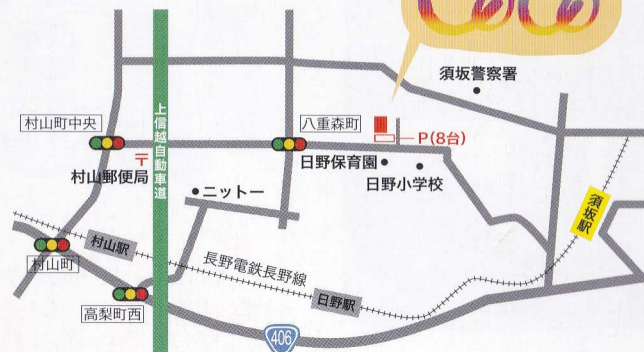 須坂警察署
村山町中央
八重森町
P(8台)
上信越自動車道
〒
村山郵便局
日野保育園
日野小学校
ニットー
須坂駅
村山駅
長野電鉄長野線
村山町
日野駅
高梨町西
406